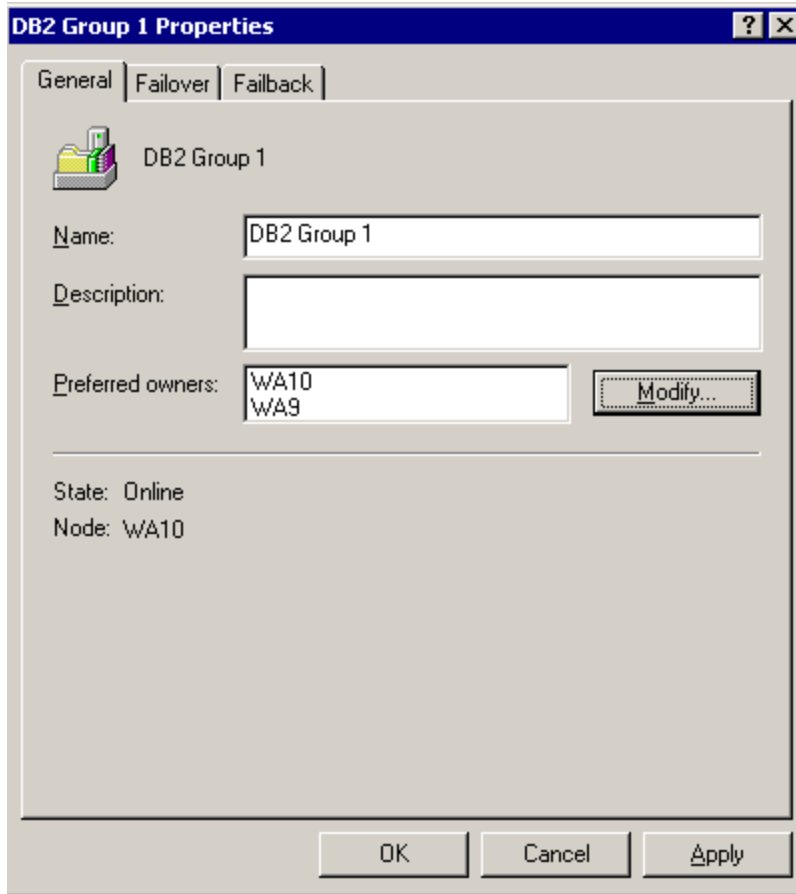 DB2 Group 1 Properties
General Failover Failback
DB2 Group 1
Name: DB2 Group 1
Description:
Preferred owners: WA10
WA9
Modify...
State: Online
Node: WA10
OK Cancel Apply